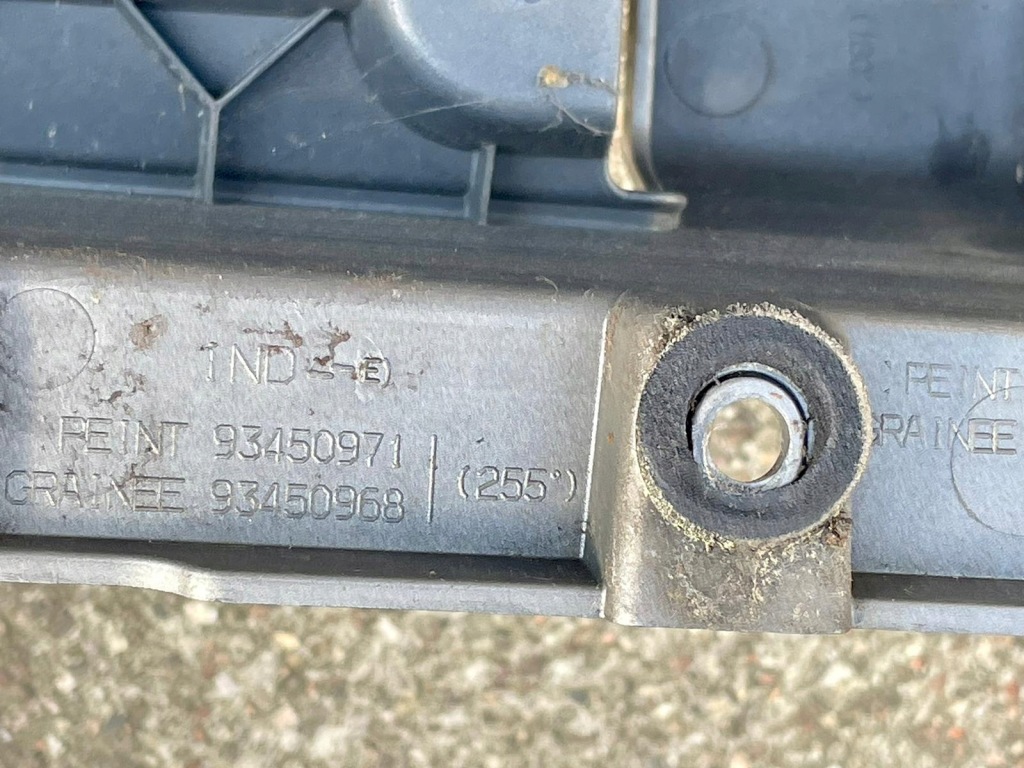 IND
PEINT 93450971
GRAINEE 93450968
(255°)
PEINT
GRAINEE